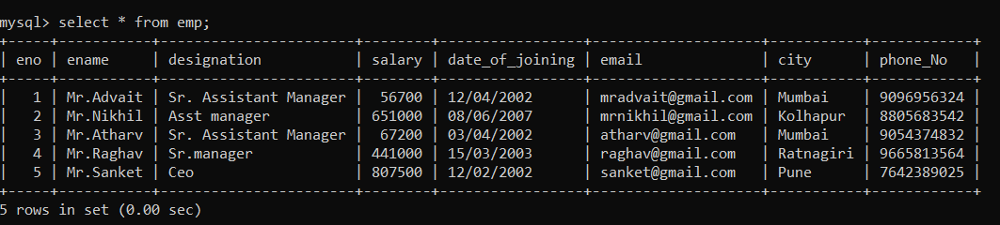 mysql> select * from emp;
+-----+-----------+----------------------+--------+-----------------+--------------------+-----------+------------+
| eno | ename     | designation          | salary | date_of_joining | email              | city      | phone_No   |
+-----+-----------+----------------------+--------+-----------------+--------------------+-----------+------------+
|   1 | Mr.Advait | Sr. Assistant Manager |  56700 | 12/04/2002      | mradvait@gmail.com | Mumbai    | 9096956324 |
|   2 | Mr.Nikhil | Asst manager         | 651000 | 08/06/2007      | mrnikhil@gmail.com | Kolhapur  | 8805683542 |
|   3 | Mr.Atharv | Sr. Assistant Manager |  67200 | 03/04/2002      | atharv@gmail.com   | Mumbai    | 9054374832 |
|   4 | Mr.Raghav | Sr.manager           | 441000 | 15/03/2003      | raghav@gmail.com   | Ratnagiri | 9665813564 |
|   5 | Mr.Sanket | Ceo                  | 807500 | 12/02/2002      | sanket@gmail.com   | Pune      | 7642389025 |
+-----+-----------+----------------------+--------+-----------------+--------------------+-----------+------------+
5 rows in set (0.00 sec)